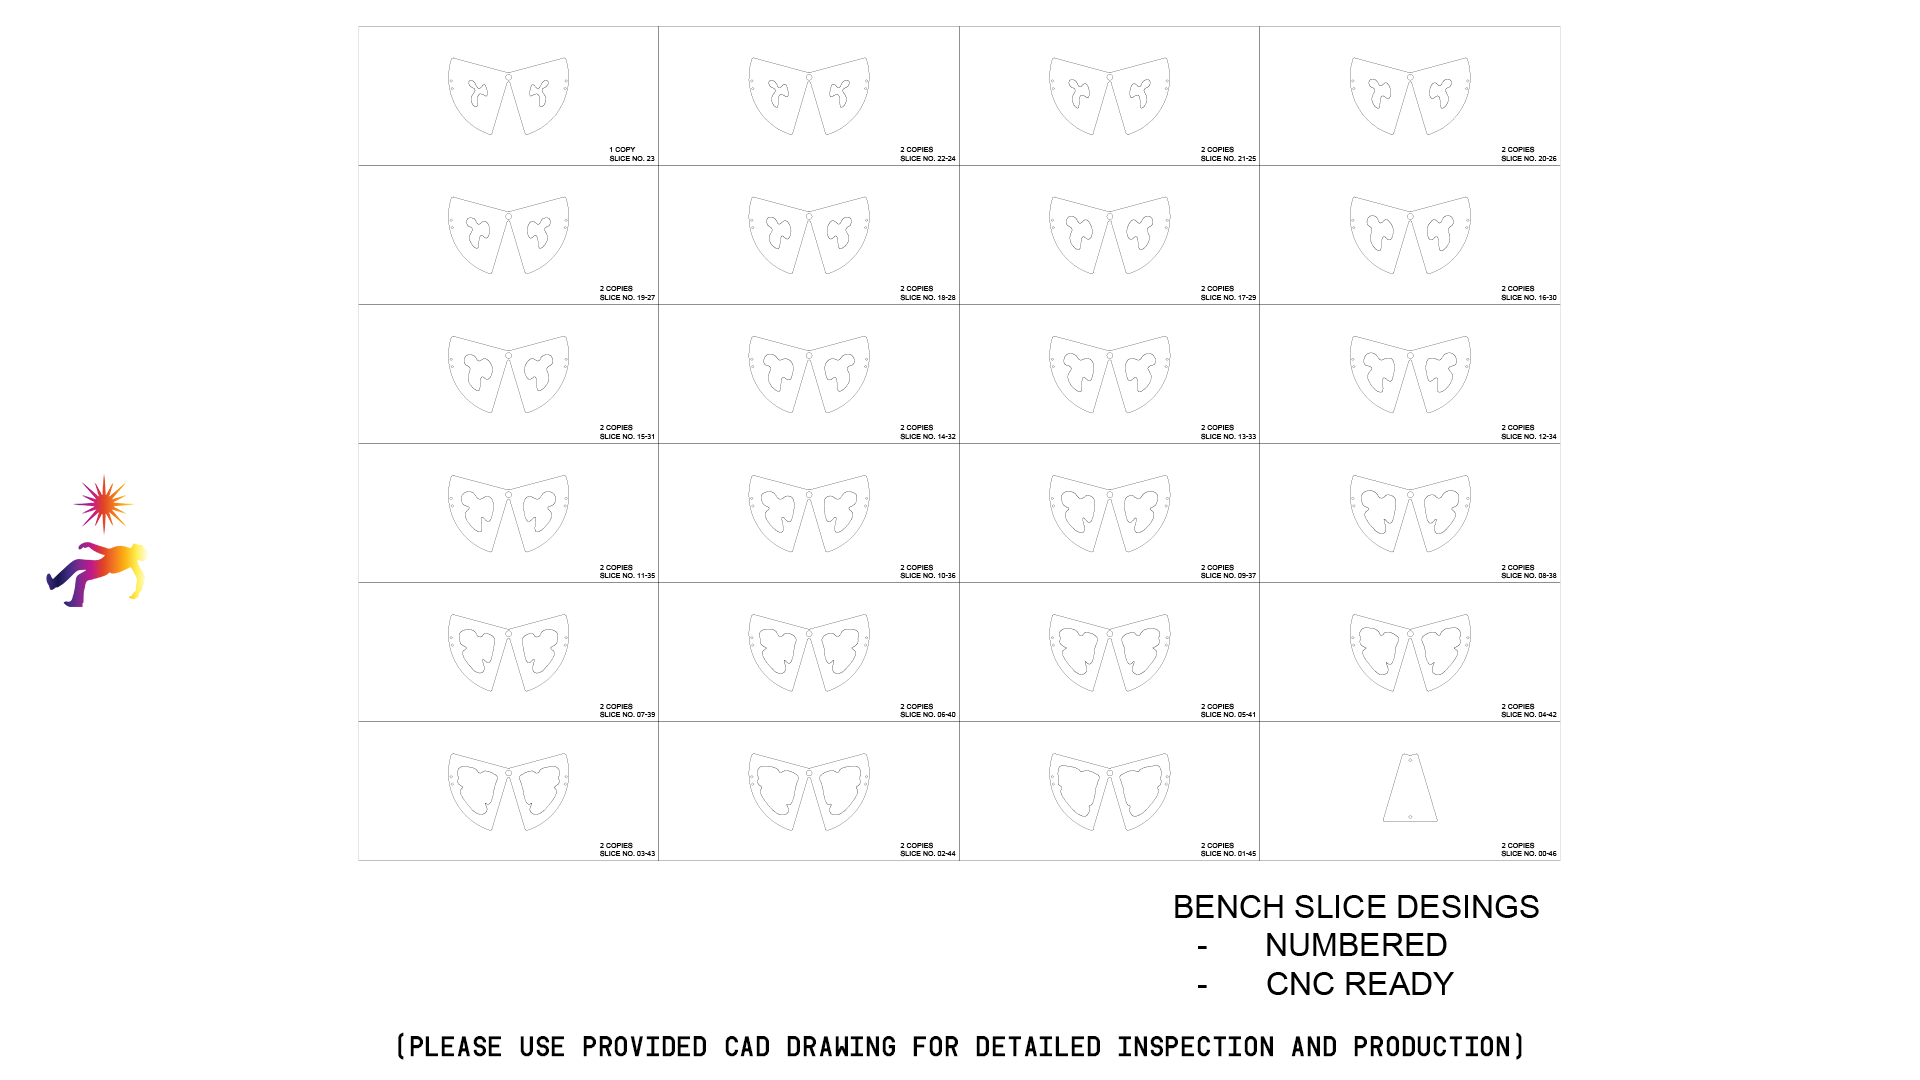 1 COPY
SLICE NO. 23
2 COPIES
SLICE NO. 22-24
2 COPIES
SLICE NO. 21-25
2 COPIES
SLICE NO. 20-26
2 COPIES
SLICE NO. 19-27
2 COPIES
SLICE NO. 18-28
2 COPIES
SLICE NO. 17-29
2 COPIES
SLICE NO. 16-30
2 COPIES
SLICE NO. 15-31
2 COPIES
SLICE NO. 14-32
2 COPIES
SLICE NO. 13-33
2 COPIES
SLICE NO. 12-34
2 COPIES
SLICE NO. 11-35
2 COPIES
SLICE NO. 10-36
2 COPIES
SLICE NO. 09-37
2 COPIES
SLICE NO. 08-38
2 COPIES
SLICE NO. 07-39
2 COPIES
SLICE NO. 06-40
2 COPIES
SLICE NO. 05-41
2 COPIES
SLICE NO. 04-42
2 COPIES
SLICE NO. 03-43
2 COPIES
SLICE NO. 02-44
2 COPIES
SLICE NO. 01-45
2 COPIES
SLICE NO. 00-46
BENCH SLICE DESINGS
- NUMBERED
- CNC READY
(PLEASE USE PROVIDED CAD DRAWING FOR DETAILED INSPECTION AND PRODUCTION)